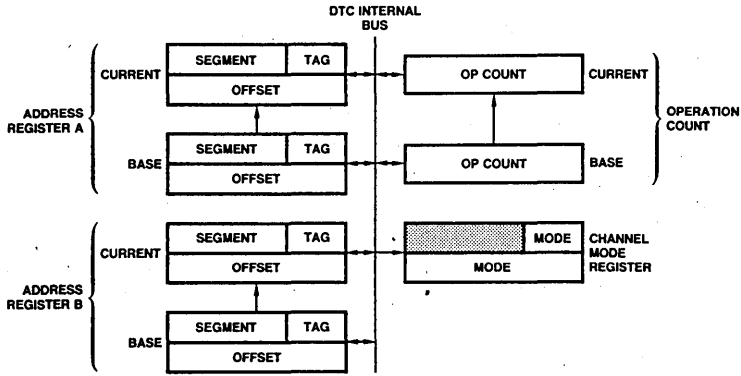 DTC INTERNAL
BUS
SEGMENT TAG
CURRENT
OFFSET
ADDRESS
REGISTER A
SEGMENT TAG
BASE
OFFSET
OP COUNT CURRENT
OPERATION
COUNT
OP COUNT BASE
SEGMENT TAG
CURRENT
OFFSET
ADDRESS
REGISTER B
SEGMENT TAG
BASE
OFFSET
MODE
MODE
CHANNEL
MODE
REGISTER